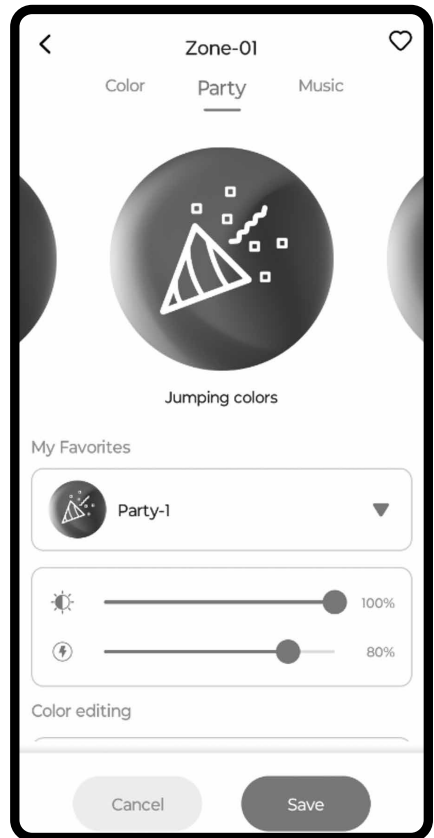 Zone-01
Color Party Music
Jumping colors
My Favorites
Party-1
100%
80%
Color editing
Cancel Save